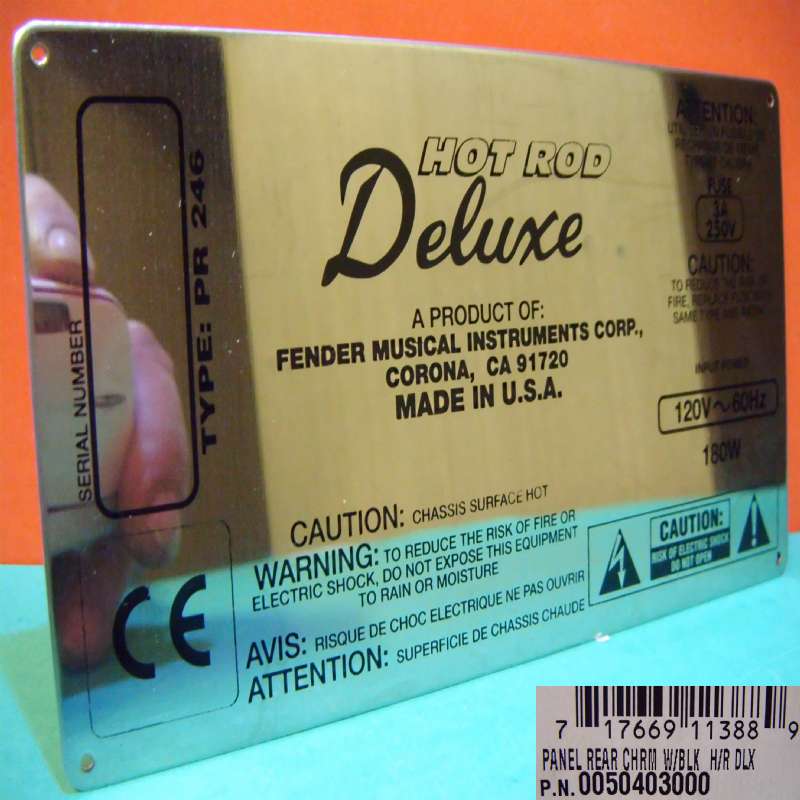 HOT ROD
Deluxe
A PRODUCT OF:
FENDER MUSICAL INSTRUMENTS CORP.,
CORONA, CA 91720
MADE IN U.S.A.
SERIAL NUMBER
TYPE: PR 246
ATTENTION:
FUSE
3A
250V
CAUTION:
TO REDUCE THE RISK OF
FIRE, REPLACE FUSE WITH
SAME TYPE AND
INPUT POWER
120V~60Hz
180W
CAUTION: CHASSIS SURFACE HOT
WARNING: TO REDUCE THE RISK OF FIRE OR
ELECTRIC SHOCK, DO NOT EXPOSE THIS EQUIPMENT
TO RAIN OR MOISTURE
AVIS: RISQUE DE CHOC ELECTRIQUE NE PAS OUVRIR
ATTENTION: SUPERFICIE DE CHASSIS CHAUDE
CE
CAUTION:
RISK OF ELECTRIC SHOCK
DO NOT OPEN
7 17669 11388 9
PANEL REAR CHRM W/BLK H/R DLX
P.N. 0050403000